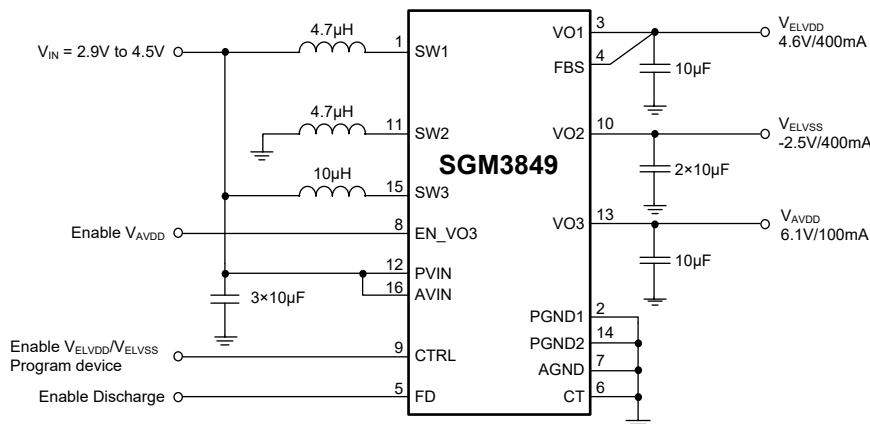 V_IN = 2.9V to 4.5V
4.7µH
1
SW1
VO1
3
V_ELVDD
4.6V/400mA
FBS
4
10µF
4.7µH
11
SW2
VO2
10
V_ELVSS
-2.5V/400mA
SGM3849
2×10µF
10µH
15
SW3
VO3
13
V_AVDD
6.1V/100mA
Enable V_AVDD
8
EN_VO3
10µF
12
PVIN
16
AVIN
3×10µF
PGND1
2
PGND2
14
Enable V_ELVDD/V_ELVSS
Program device
9
CTRL
AGND
7
Enable Discharge
5
FD
CT
6